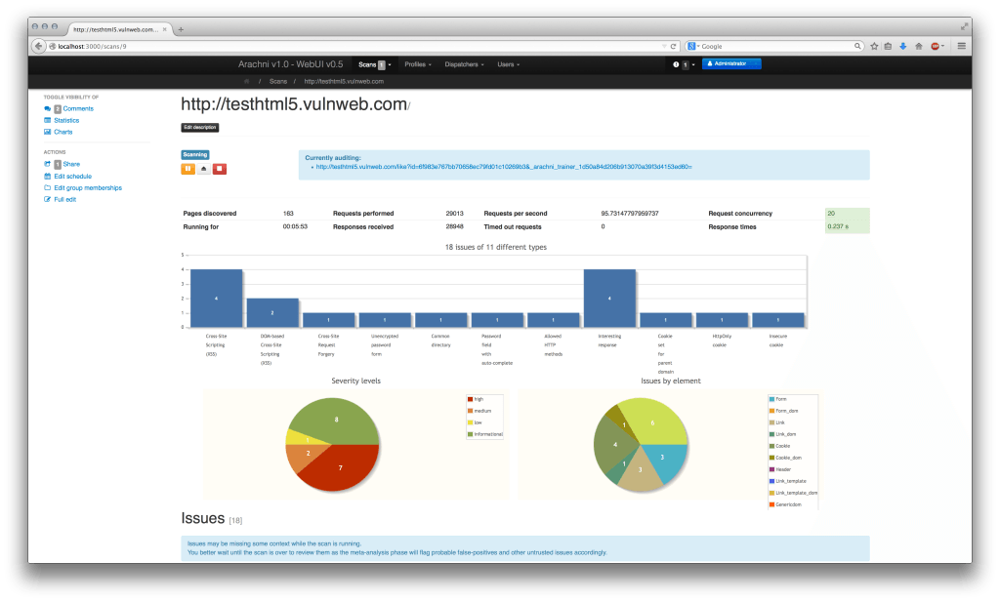 http://testhtml5.vulnweb.com...
localhost:3000/scans/9
Google
Arachni v1.0 - WebUI v0.5
Scans 1
Profiles
Dispatchers
Users
1
Administrator
/ Scans / http://testhtml5.vulnweb.com
TOGGLE VISIBILITY OF
Comments
Statistics
Charts
ACTIONS
1 Share
Edit schedule
Edit group memberships
Full edit
http://testhtml5.vulnweb.com/
Edit description
Scanning
Currently auditing:
Pages discovered 163 Requests performed 29013 Requests per second 95.73147797959737 Request concurrency 20
Running for 00:05:53 Responses received 28948 Timed out requests 0 Response times 0.237 s
18 issues of 11 different types
5
4
3
2
1
0
4
2
1
1
1
1
1
4
1
1
1
Cross-Site
Scripting
(XSS)
DOM-based
Cross-Site
Scripting
(XSS)
Cross-Site
Request
Forgery
Unencrypted
password
form
Common
directory
Password
field
with
auto-complete
Allowed
HTTP
methods
Interesting
response
Cookie
set
for
parent
domain
HttpOnly
cookie
Insecure
cookie
Severity levels
8
1
2
7
high
medium
low
informational
Issues by element
1
4
1
3
3
Form
Form_dom
Link
Link_dom
Cookie
Cookie_dom
Header
Link_template
Link_template_dom
Genericdom
Issues [18]
Issues may be missing some context while the scan is running.
You better wait until the scan is over to review them as the meta-analysis phase will flag probable false-positives and other untrusted issues accordingly.